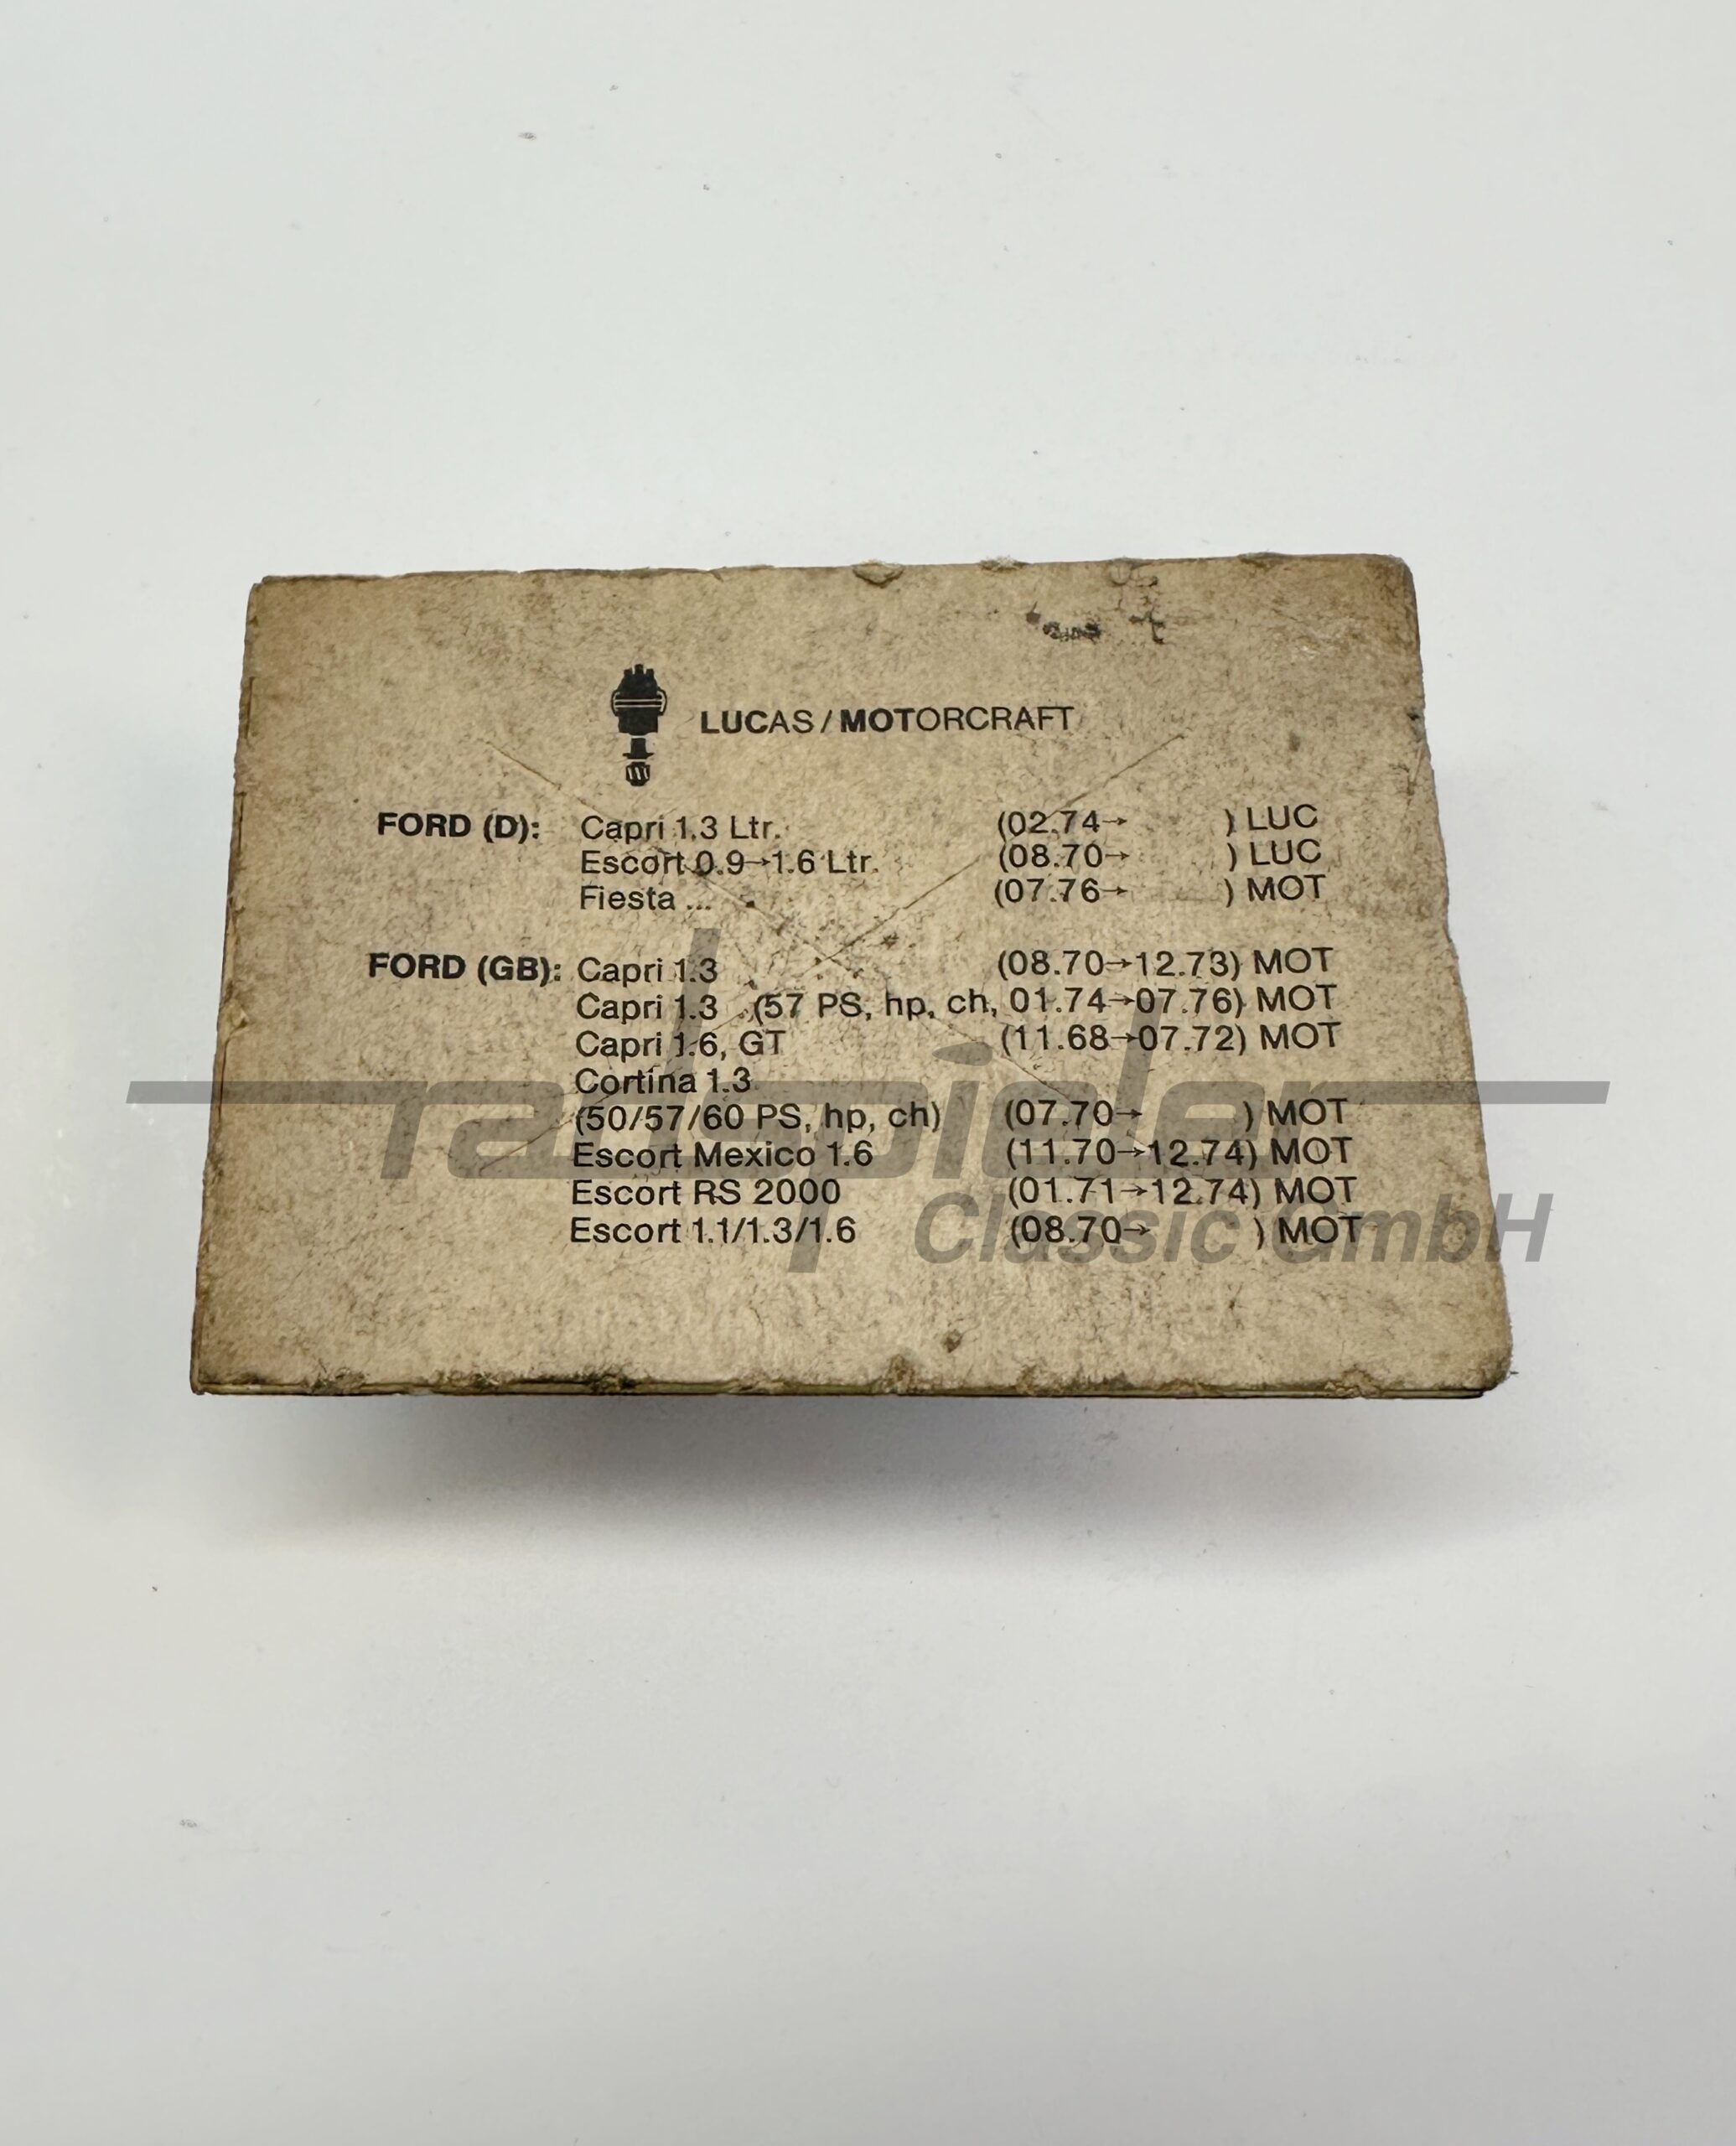 LUCAS / MOTORCRAFT
FORD (D): Capri 1.3 Ltr. (02.74→ ) LUC
Escort 0.9→1.6 Ltr. (08.70→ ) LUC
Fiesta ... (07.76→ ) MOT
FORD (GB): Capri 1.3 (08.70→12.73) MOT
Capri 1.3 (57 PS, hp, ch, 01.74→07.76) MOT
Capri 1.6, GT (11.68→07.72) MOT
Cortina 1.3
(50/57/60 PS, hp, ch) (07.70→ ) MOT
Escort Mexico 1.6 (11.70→12.74) MOT
Escort RS 2000 (01.71→12.74) MOT
Escort 1.1/1.3/1.6 (08.70→ ) MOT
Classic GmbH